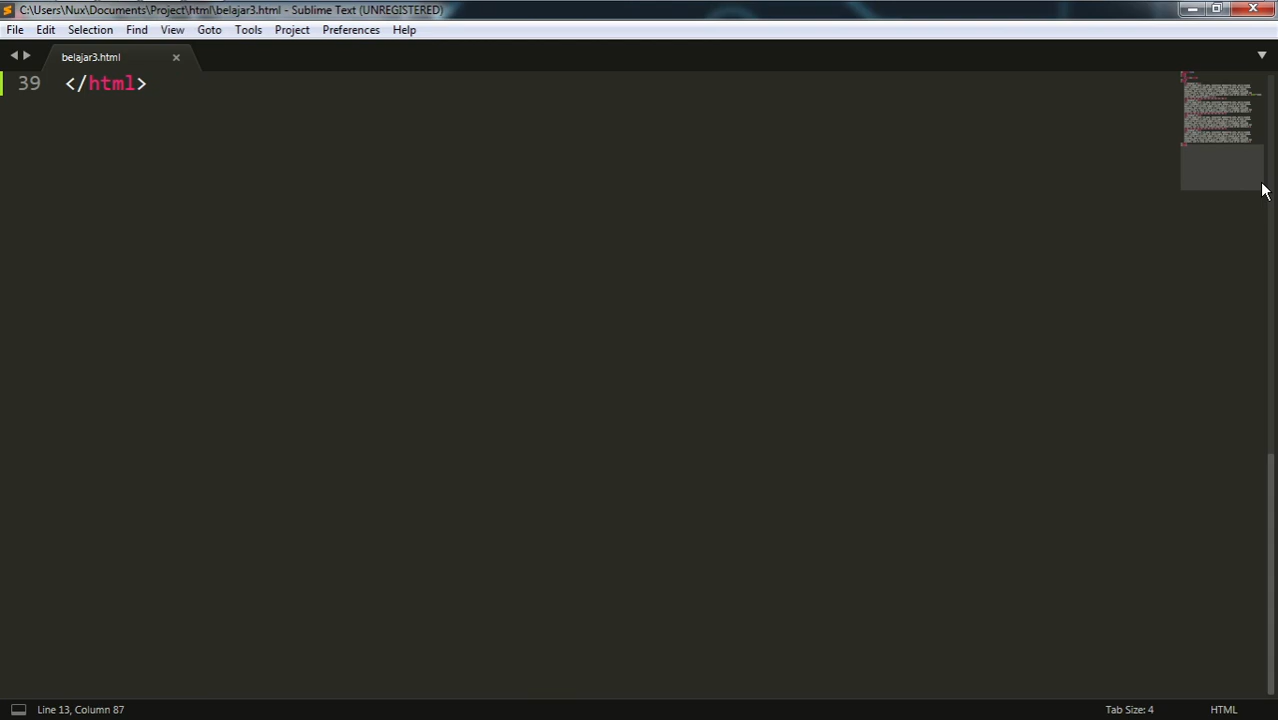 C:\Users\Nux\Documents\Project\html\belajar3.html - Sublime Text (UNREGISTERED)
File Edit Selection Find View Goto Tools Project Preferences Help
belajar3.html
39 </html>
Line 13, Column 87
Tab Size: 4
HTML